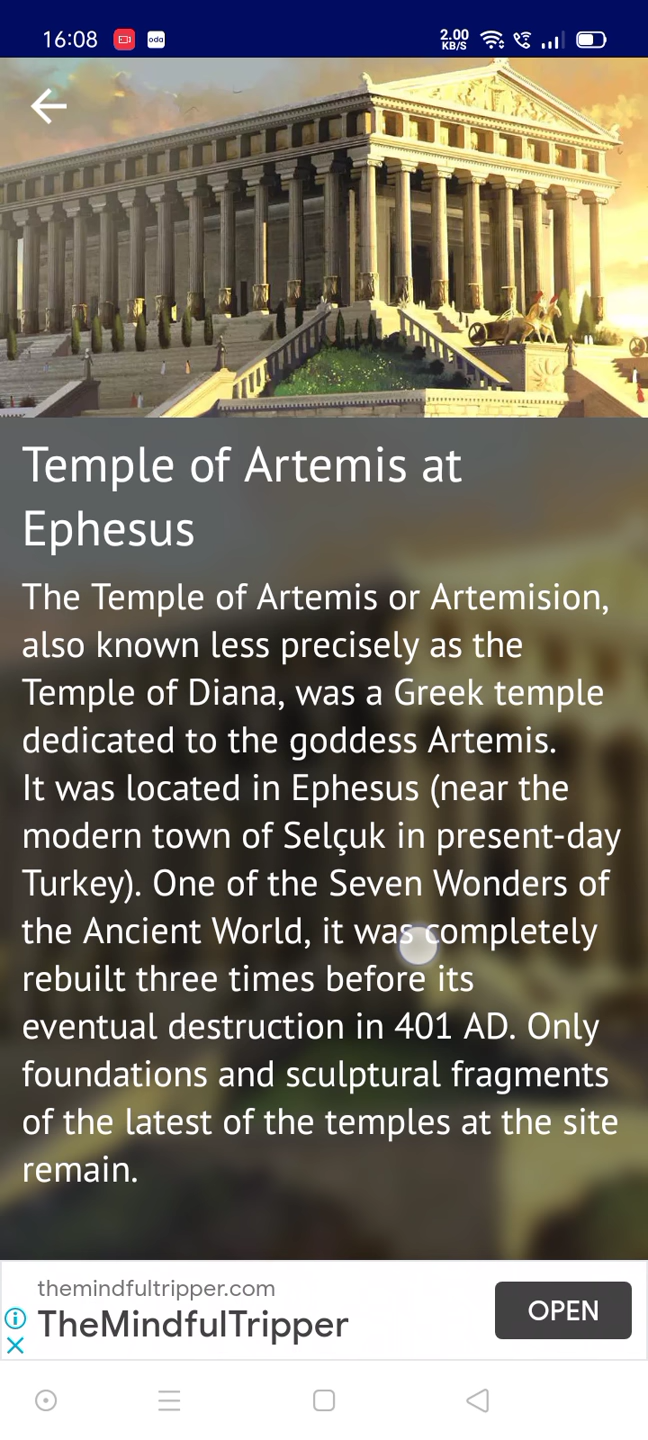 16:08
oda
2.00
KB/S
Temple of Artemis at
Ephesus
The Temple of Artemis or Artemision,
also known less precisely as the
Temple of Diana, was a Greek temple
dedicated to the goddess Artemis.
It was located in Ephesus (near the
modern town of Selçuk in present-day
Turkey). One of the Seven Wonders of
the Ancient World, it was completely
rebuilt three times before its
eventual destruction in 401 AD. Only
foundations and sculptural fragments
of the latest of the temples at the site
remain.
themindfultripper.com
TheMindfulTripper
OPEN